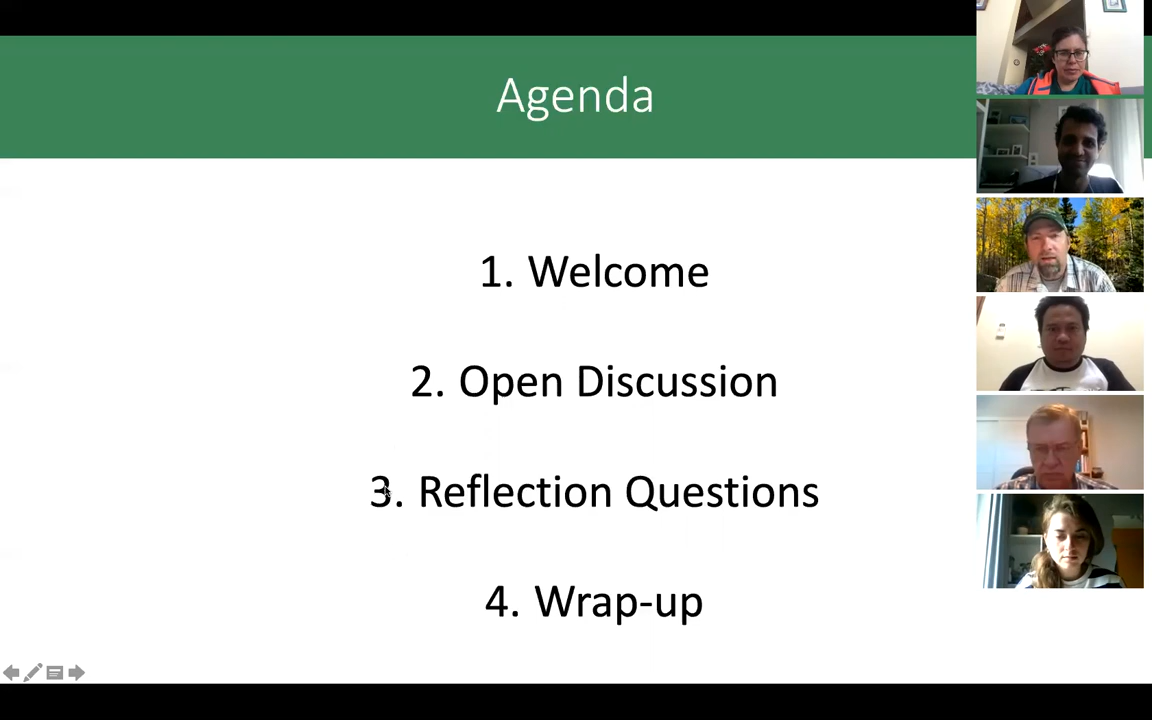 Agenda
1. Welcome
2. Open Discussion
3. Reflection Questions
4. Wrap-up